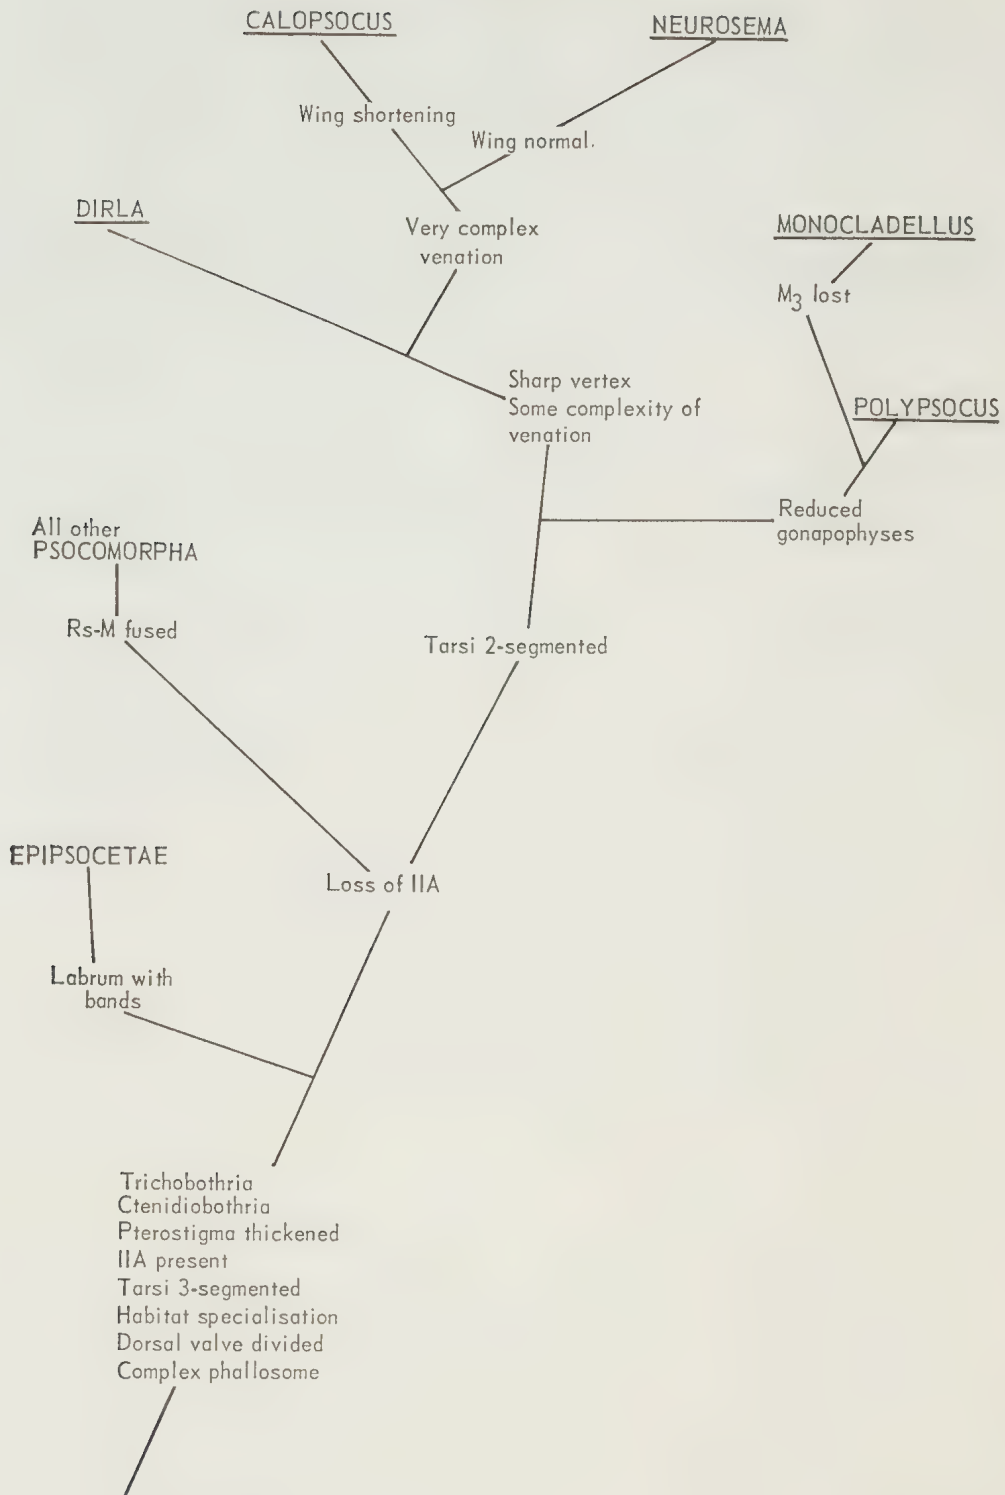 CALOPSOCUS
NEUROSEMA
Wing shortening
Wing normal.
DIRLA
Very complex
venation
MONOCLADELLUS
M3 lost
Sharp vertex
Some complexity of
venation
POLYPSOCUS
Reduced
gonapophyses
All other
PSOCOMORPHA
Rs-M fused
Tarsi 2-segmented
EPIPSOCETAE
Loss of IIA
Labrum with
bands
Trichobothria
Ctenidiobothria
Pterostigma thickened
IIA present
Tarsi 3-segmented
Habitat specialisation
Dorsal valve divided
Complex phallosome